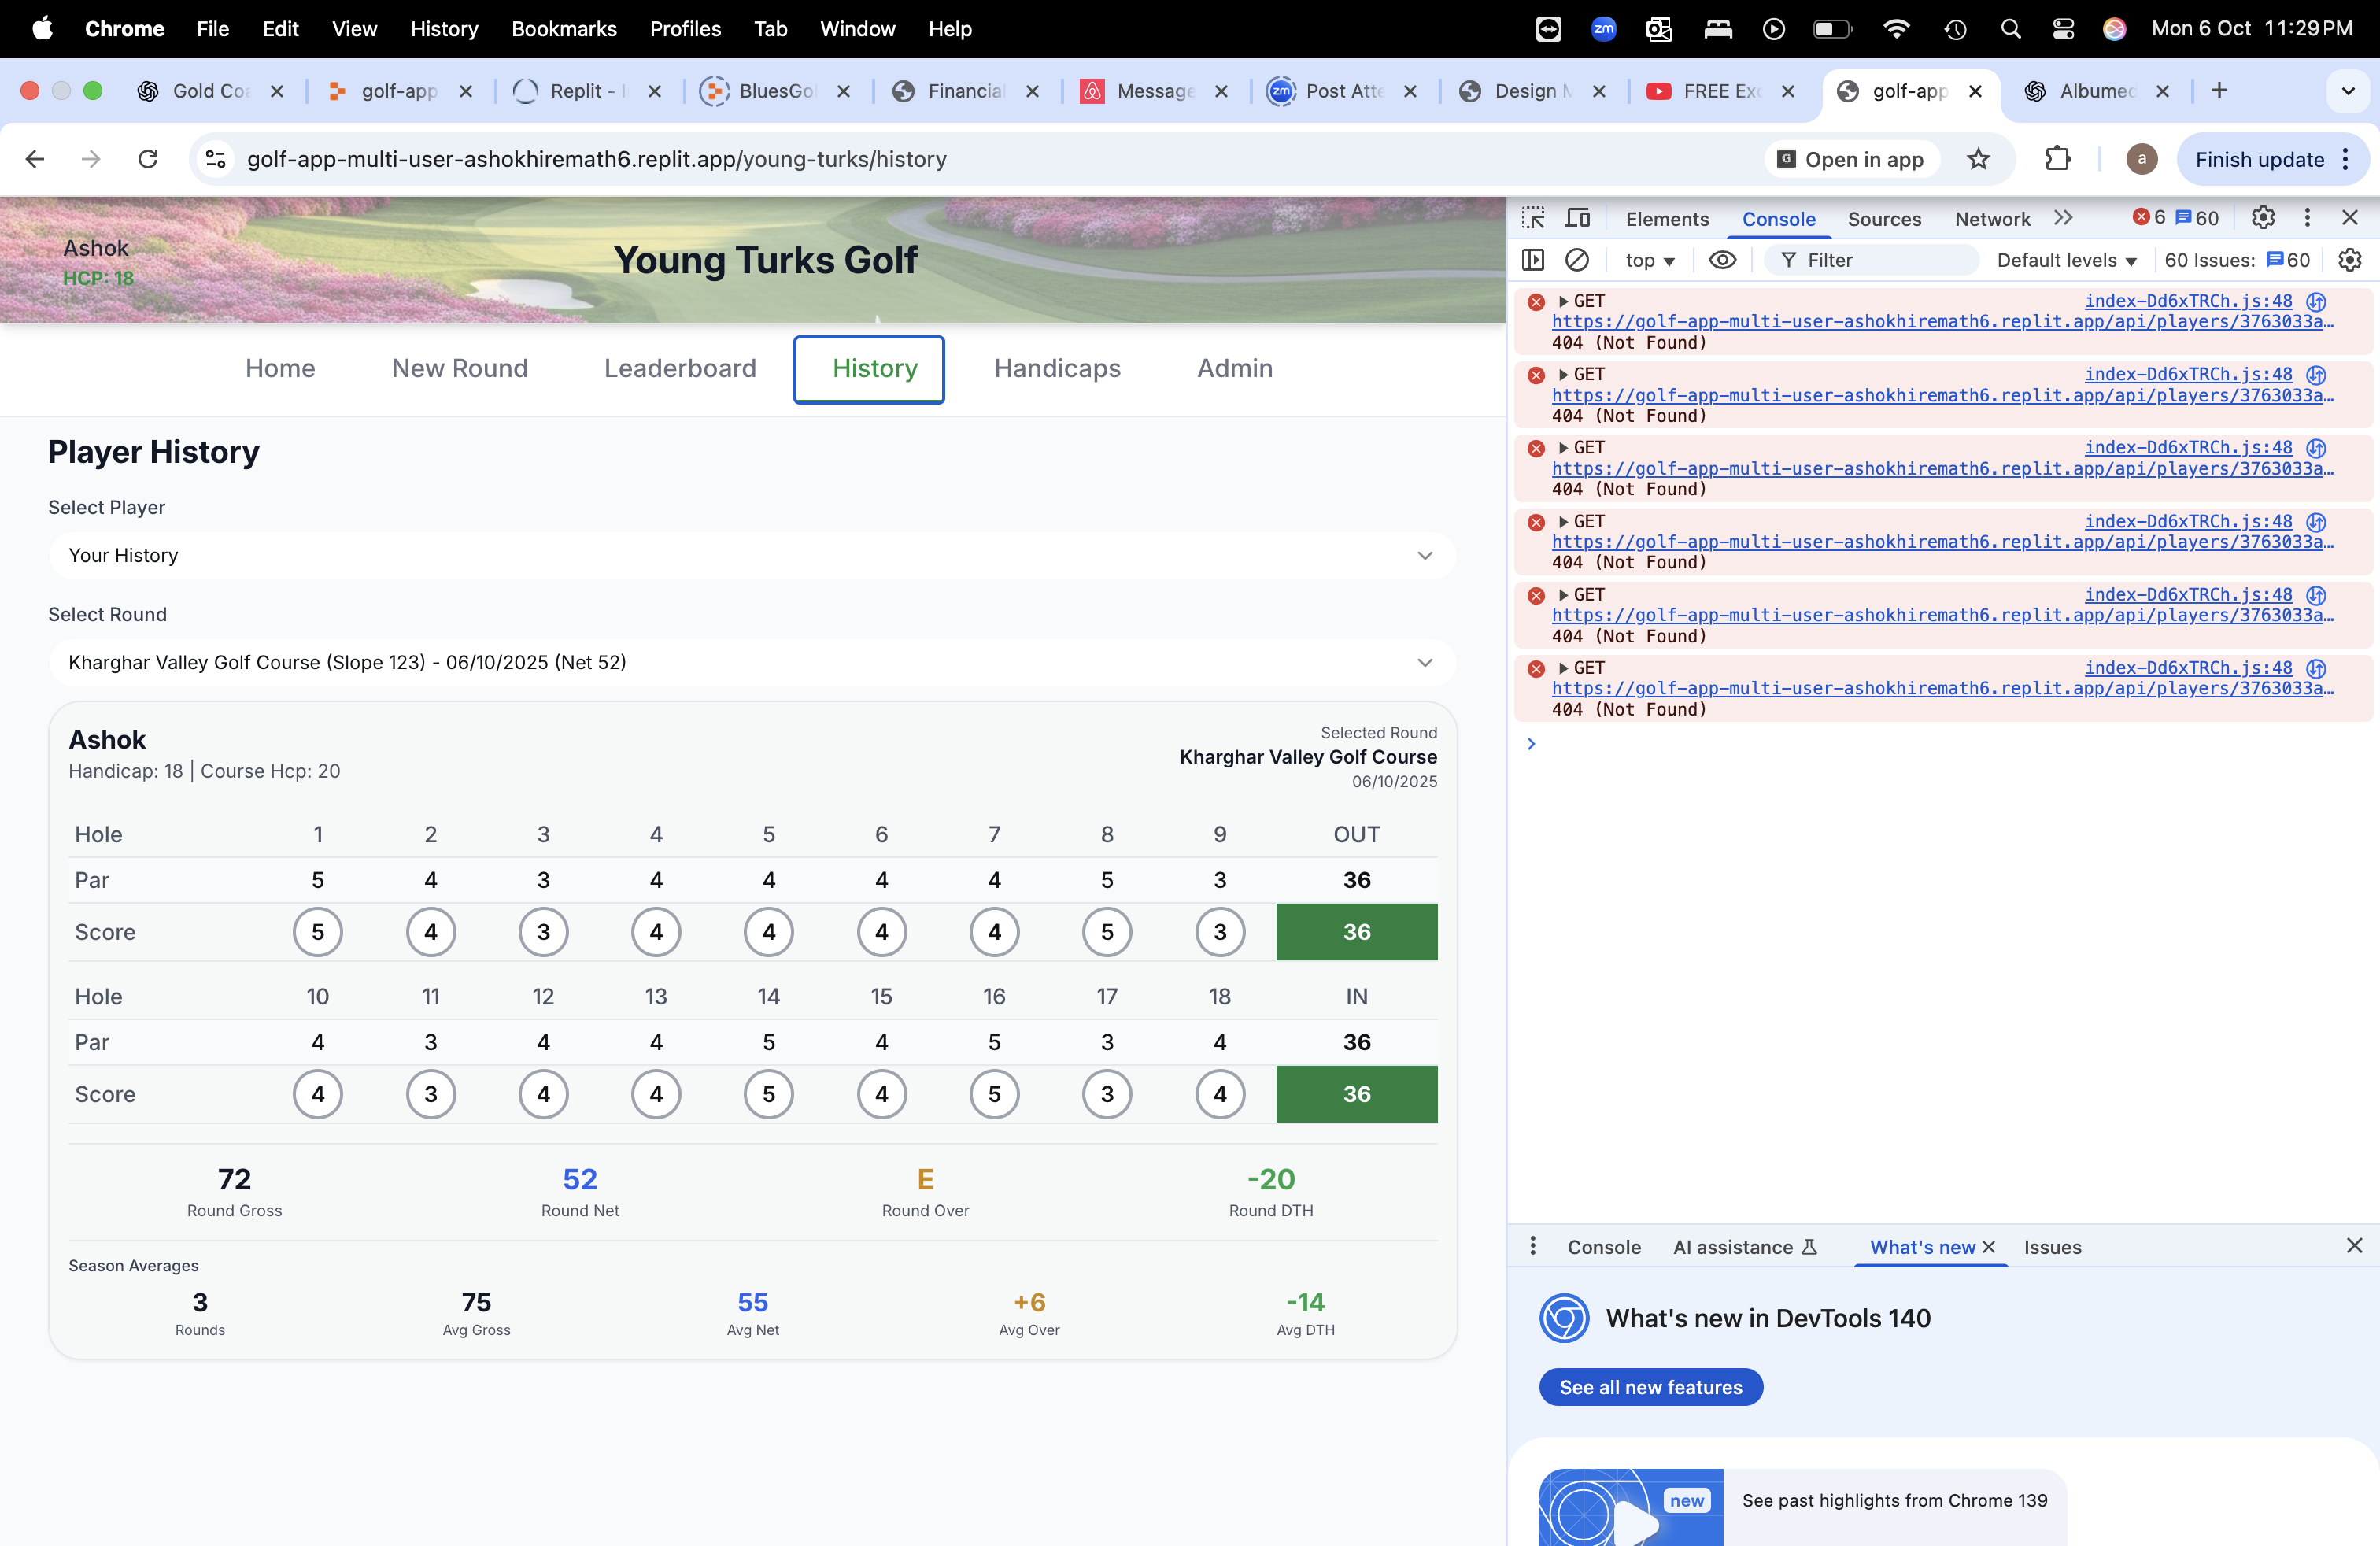 Chrome File Edit View History Bookmarks Profiles Tab Window Help zm Mon 6 Oct 11:29 PM
Gold Coa golf-app Replit - BluesGol Financial Message zm Post Atte Design M FREE Exc golf-app Albumed
golf-app-multi-user-ashokhiremath6.replit.app/young-turks/history G Open in app a Finish update
Ashok
HCP: 18
Young Turks Golf
Home New Round Leaderboard History Handicaps Admin
Player History
Select Player
Your History
Select Round
Kharghar Valley Golf Course (Slope 123) - 06/10/2025 (Net 52)
Ashok
Handicap: 18 | Course Hcp: 20
Selected Round
Kharghar Valley Golf Course
06/10/2025
Hole 1 2 3 4 5 6 7 8 9 OUT
Par 5 4 3 4 4 4 4 5 3 36
Score 5 4 3 4 4 4 4 5 3 36
Hole 10 11 12 13 14 15 16 17 18 IN
Par 4 3 4 4 5 4 5 3 4 36
Score 4 3 4 4 5 4 5 3 4 36
72 52 E -20
Round Gross Round Net Round Over Round DTH
Season Averages
3 75 55 +6 -14
Rounds Avg Gross Avg Net Avg Over Avg DTH
Elements Console Sources Network 6 60
top Filter Default levels 60 Issues: 60
GET index-Dd6xTRCh.js:48
https://golf-app-multi-user-ashokhiremath6.replit.app/api/players/3763033a…
404 (Not Found)
GET index-Dd6xTRCh.js:48
https://golf-app-multi-user-ashokhiremath6.replit.app/api/players/3763033a…
404 (Not Found)
GET index-Dd6xTRCh.js:48
https://golf-app-multi-user-ashokhiremath6.replit.app/api/players/3763033a…
404 (Not Found)
GET index-Dd6xTRCh.js:48
https://golf-app-multi-user-ashokhiremath6.replit.app/api/players/3763033a…
404 (Not Found)
GET index-Dd6xTRCh.js:48
https://golf-app-multi-user-ashokhiremath6.replit.app/api/players/3763033a…
404 (Not Found)
GET index-Dd6xTRCh.js:48
https://golf-app-multi-user-ashokhiremath6.replit.app/api/players/3763033a…
404 (Not Found)
Console AI assistance What's new Issues
What's new in DevTools 140
See all new features
new
See past highlights from Chrome 139